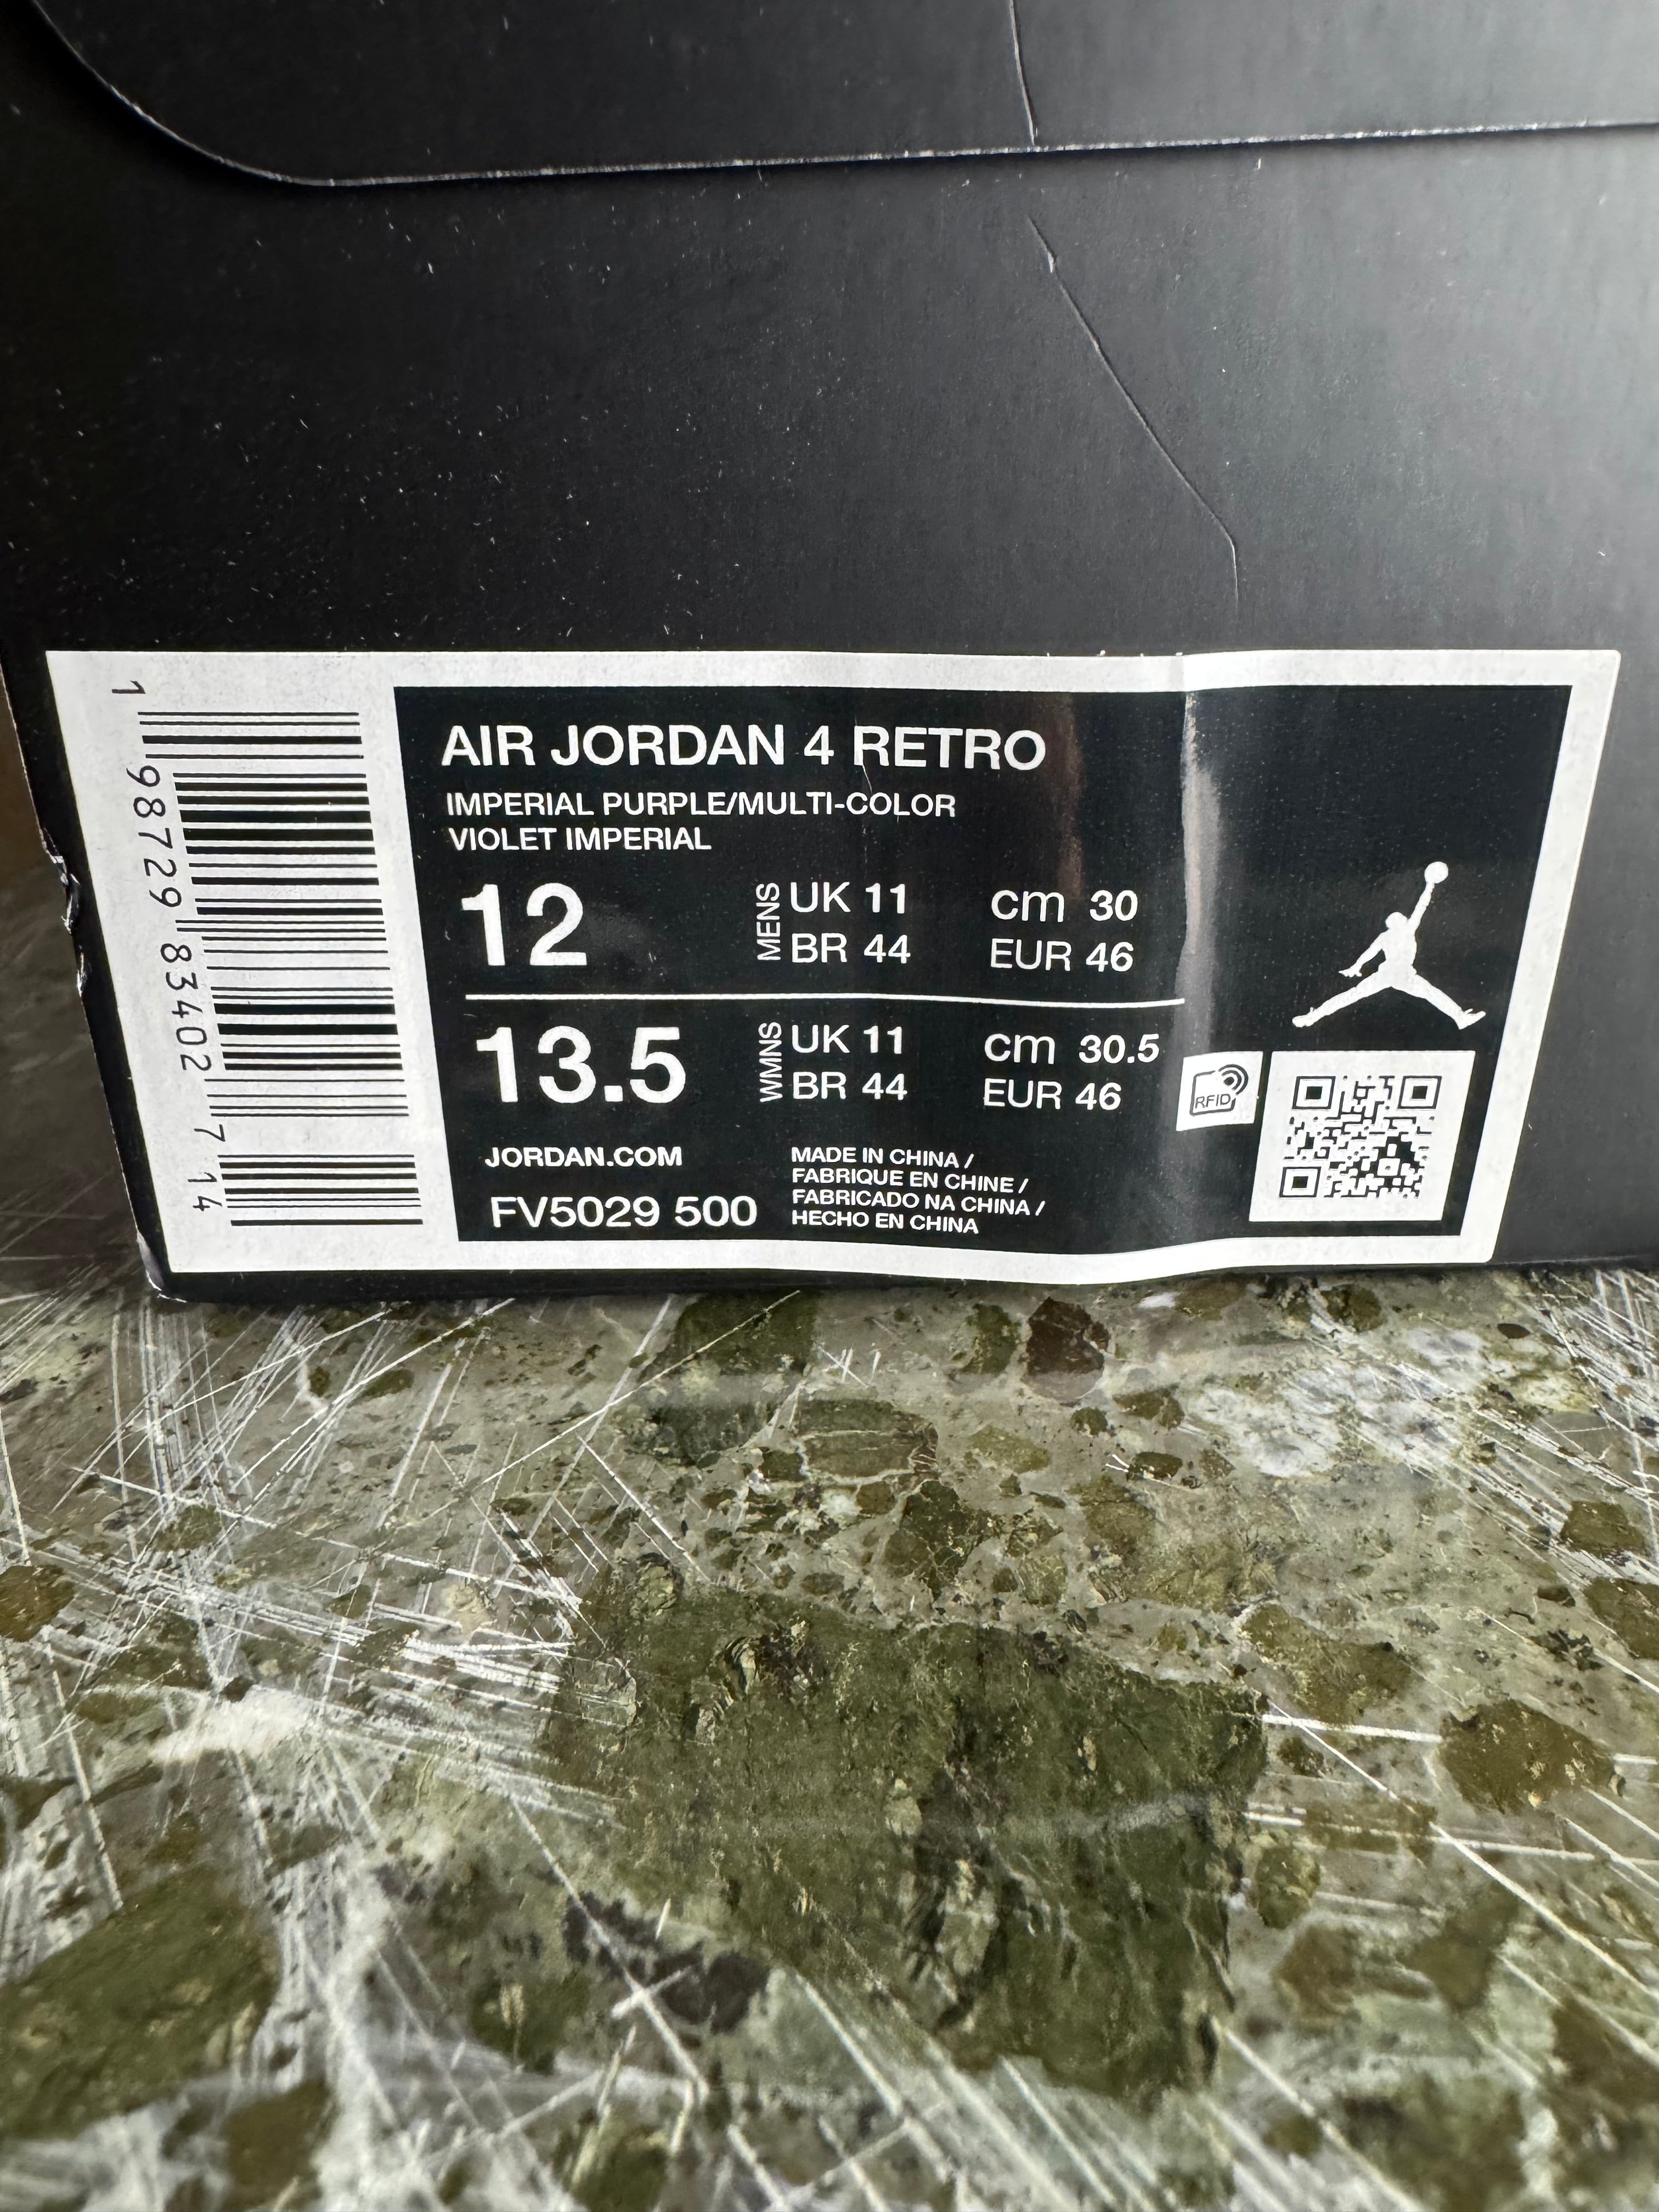 AIR JORDAN 4 RETRO
IMPERIAL PURPLE/MULTI-COLOR
VIOLET IMPERIAL
12 MENS UK 11 cm 30
BR 44 EUR 46
13.5 WMNS UK 11 cm 30.5
BR 44 EUR 46
RFID
JORDAN.COM
FV5029 500
MADE IN CHINA /
FABRIQUE EN CHINE /
FABRICADO NA CHINA /
HECHO EN CHINA
1 98729 83402 7 14